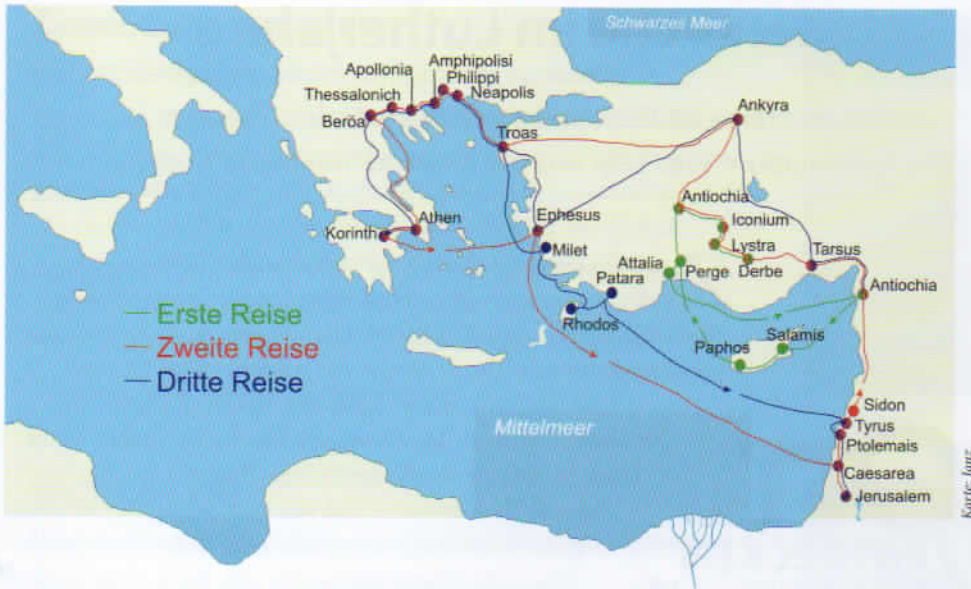 Schwarzes Meer
Amphipolisi
Apollonia
Philippi
Thessalonich
Neapolis
Beröa
Troas
Ankyra
Antiochia
Iconium
Athen
Ephesus
Korinth
Lystra
Tarsus
Milet
Attalia
Perge
Derbe
Patara
Antiochia
Rhodos
Salamis
Paphos
Erste Reise
Zweite Reise
Dritte Reise
Sidon
Mittelmeer
Tyrus
Ptolemais
Caesarea
Jerusalem
Karte: Janz